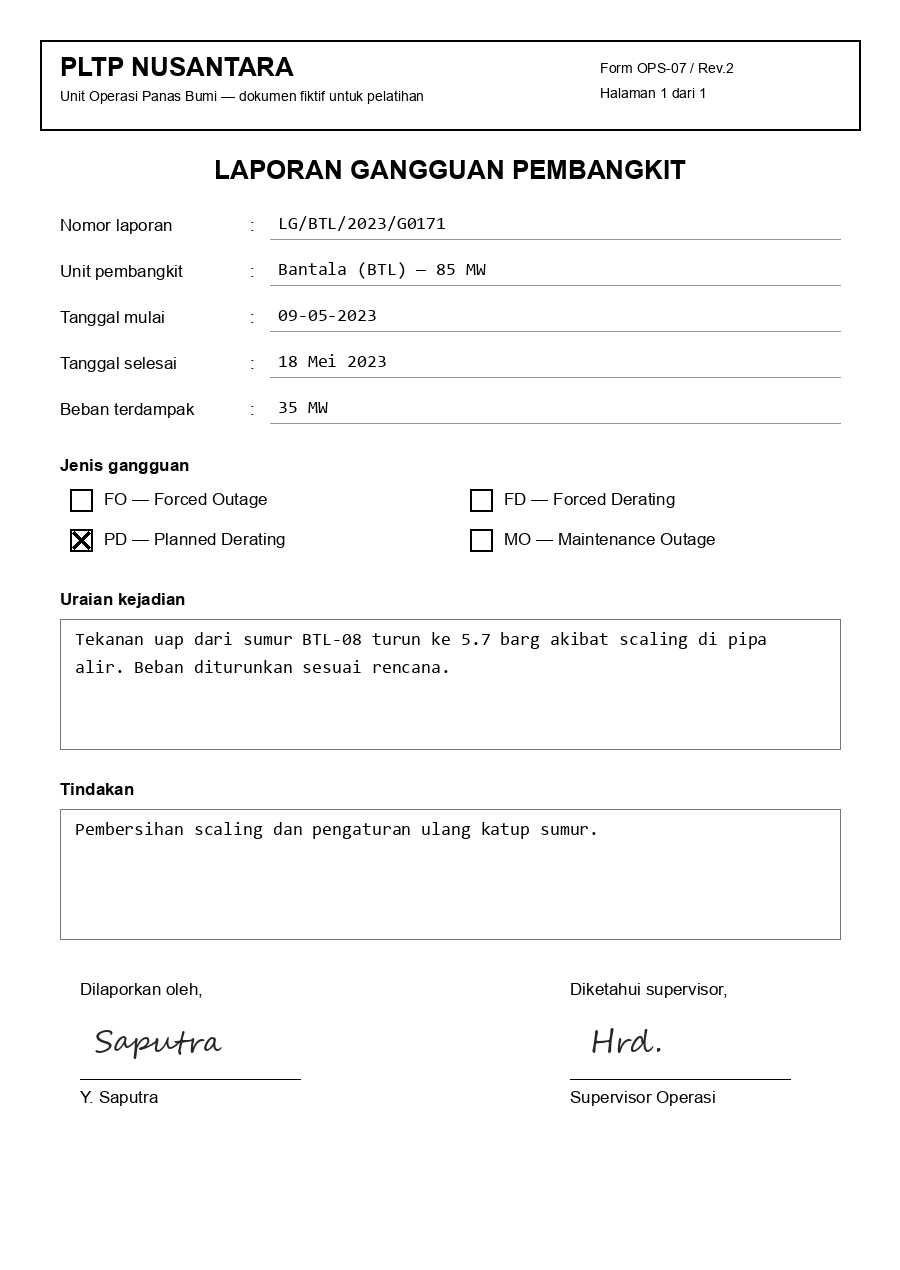 PLTP NUSANTARA
Unit Operasi Panas Bumi — dokumen fiktif untuk pelatihan
Form OPS-07 / Rev.2
Halaman 1 dari 1
LAPORAN GANGGUAN PEMBANGKIT
Nomor laporan : LG/BTL/2023/G0171
Unit pembangkit : Bantala (BTL) — 85 MW
Tanggal mulai : 09-05-2023
Tanggal selesai : 18 Mei 2023
Beban terdampak : 35 MW
Jenis gangguan
FO — Forced Outage
FD — Forced Derating
PD — Planned Derating
MO — Maintenance Outage
Uraian kejadian
Tekanan uap dari sumur BTL-08 turun ke 5.7 barg akibat scaling di pipa
alir. Beban diturunkan sesuai rencana.
Tindakan
Pembersihan scaling dan pengaturan ulang katup sumur.
Dilaporkan oleh,
Diketahui supervisor,
Saputra
Hrd.
Y. Saputra
Supervisor Operasi